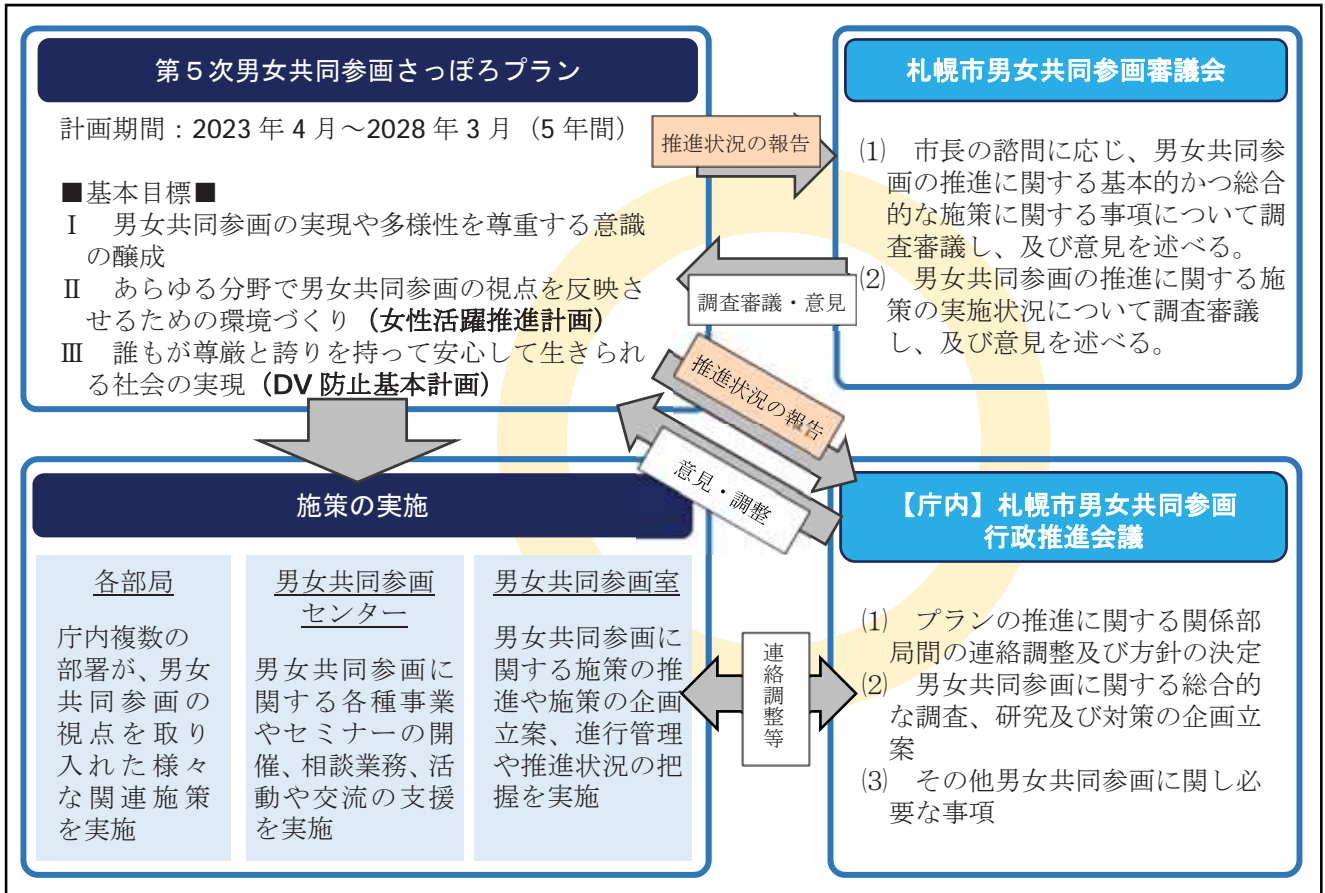 第５次男女共同参画さっぽろプラン
計画期間：2023 年 4 月～2028 年 3 月（5 年間）
■基本目標■
Ⅰ　男女共同参画の実現や多様性を尊重する意識
の醸成
Ⅱ　あらゆる分野で男女共同参画の視点を反映さ
せるための環境づくり（女性活躍推進計画）
Ⅲ　誰もが尊厳と誇りを持って安心して生きられ
る社会の実現（DV 防止基本計画）
推進状況の報告
調査審議・意見
札幌市男女共同参画審議会
⑴　市長の諮問に応じ、男女共同参
画の推進に関する基本的かつ総合
的な施策に関する事項について調
査審議し、及び意見を述べる。
⑵　男女共同参画の推進に関する施
策の実施状況について調査審議
し、及び意見を述べる。
推進状況の報告
意見・調整
施策の実施
各部局
庁内複数の
部署が、男女
共同参画の
視点を取り
入れた様々
な関連施策
を実施
男女共同参画
センター
男女共同参画に
関する各種事業
やセミナーの開
催、相談業務、活
動や交流の支援
を実施
男女共同参画室
男女共同参画に
関する施策の推
進や施策の企画
立案、進行管理
や推進状況の把
握を実施
連絡調整等
【庁内】札幌市男女共同参画
行政推進会議
⑴　プランの推進に関する関係部
局間の連絡調整及び方針の決定
⑵　男女共同参画に関する総合的
な調査、研究及び対策の企画立
案
⑶　その他男女共同参画に関し必
要な事項